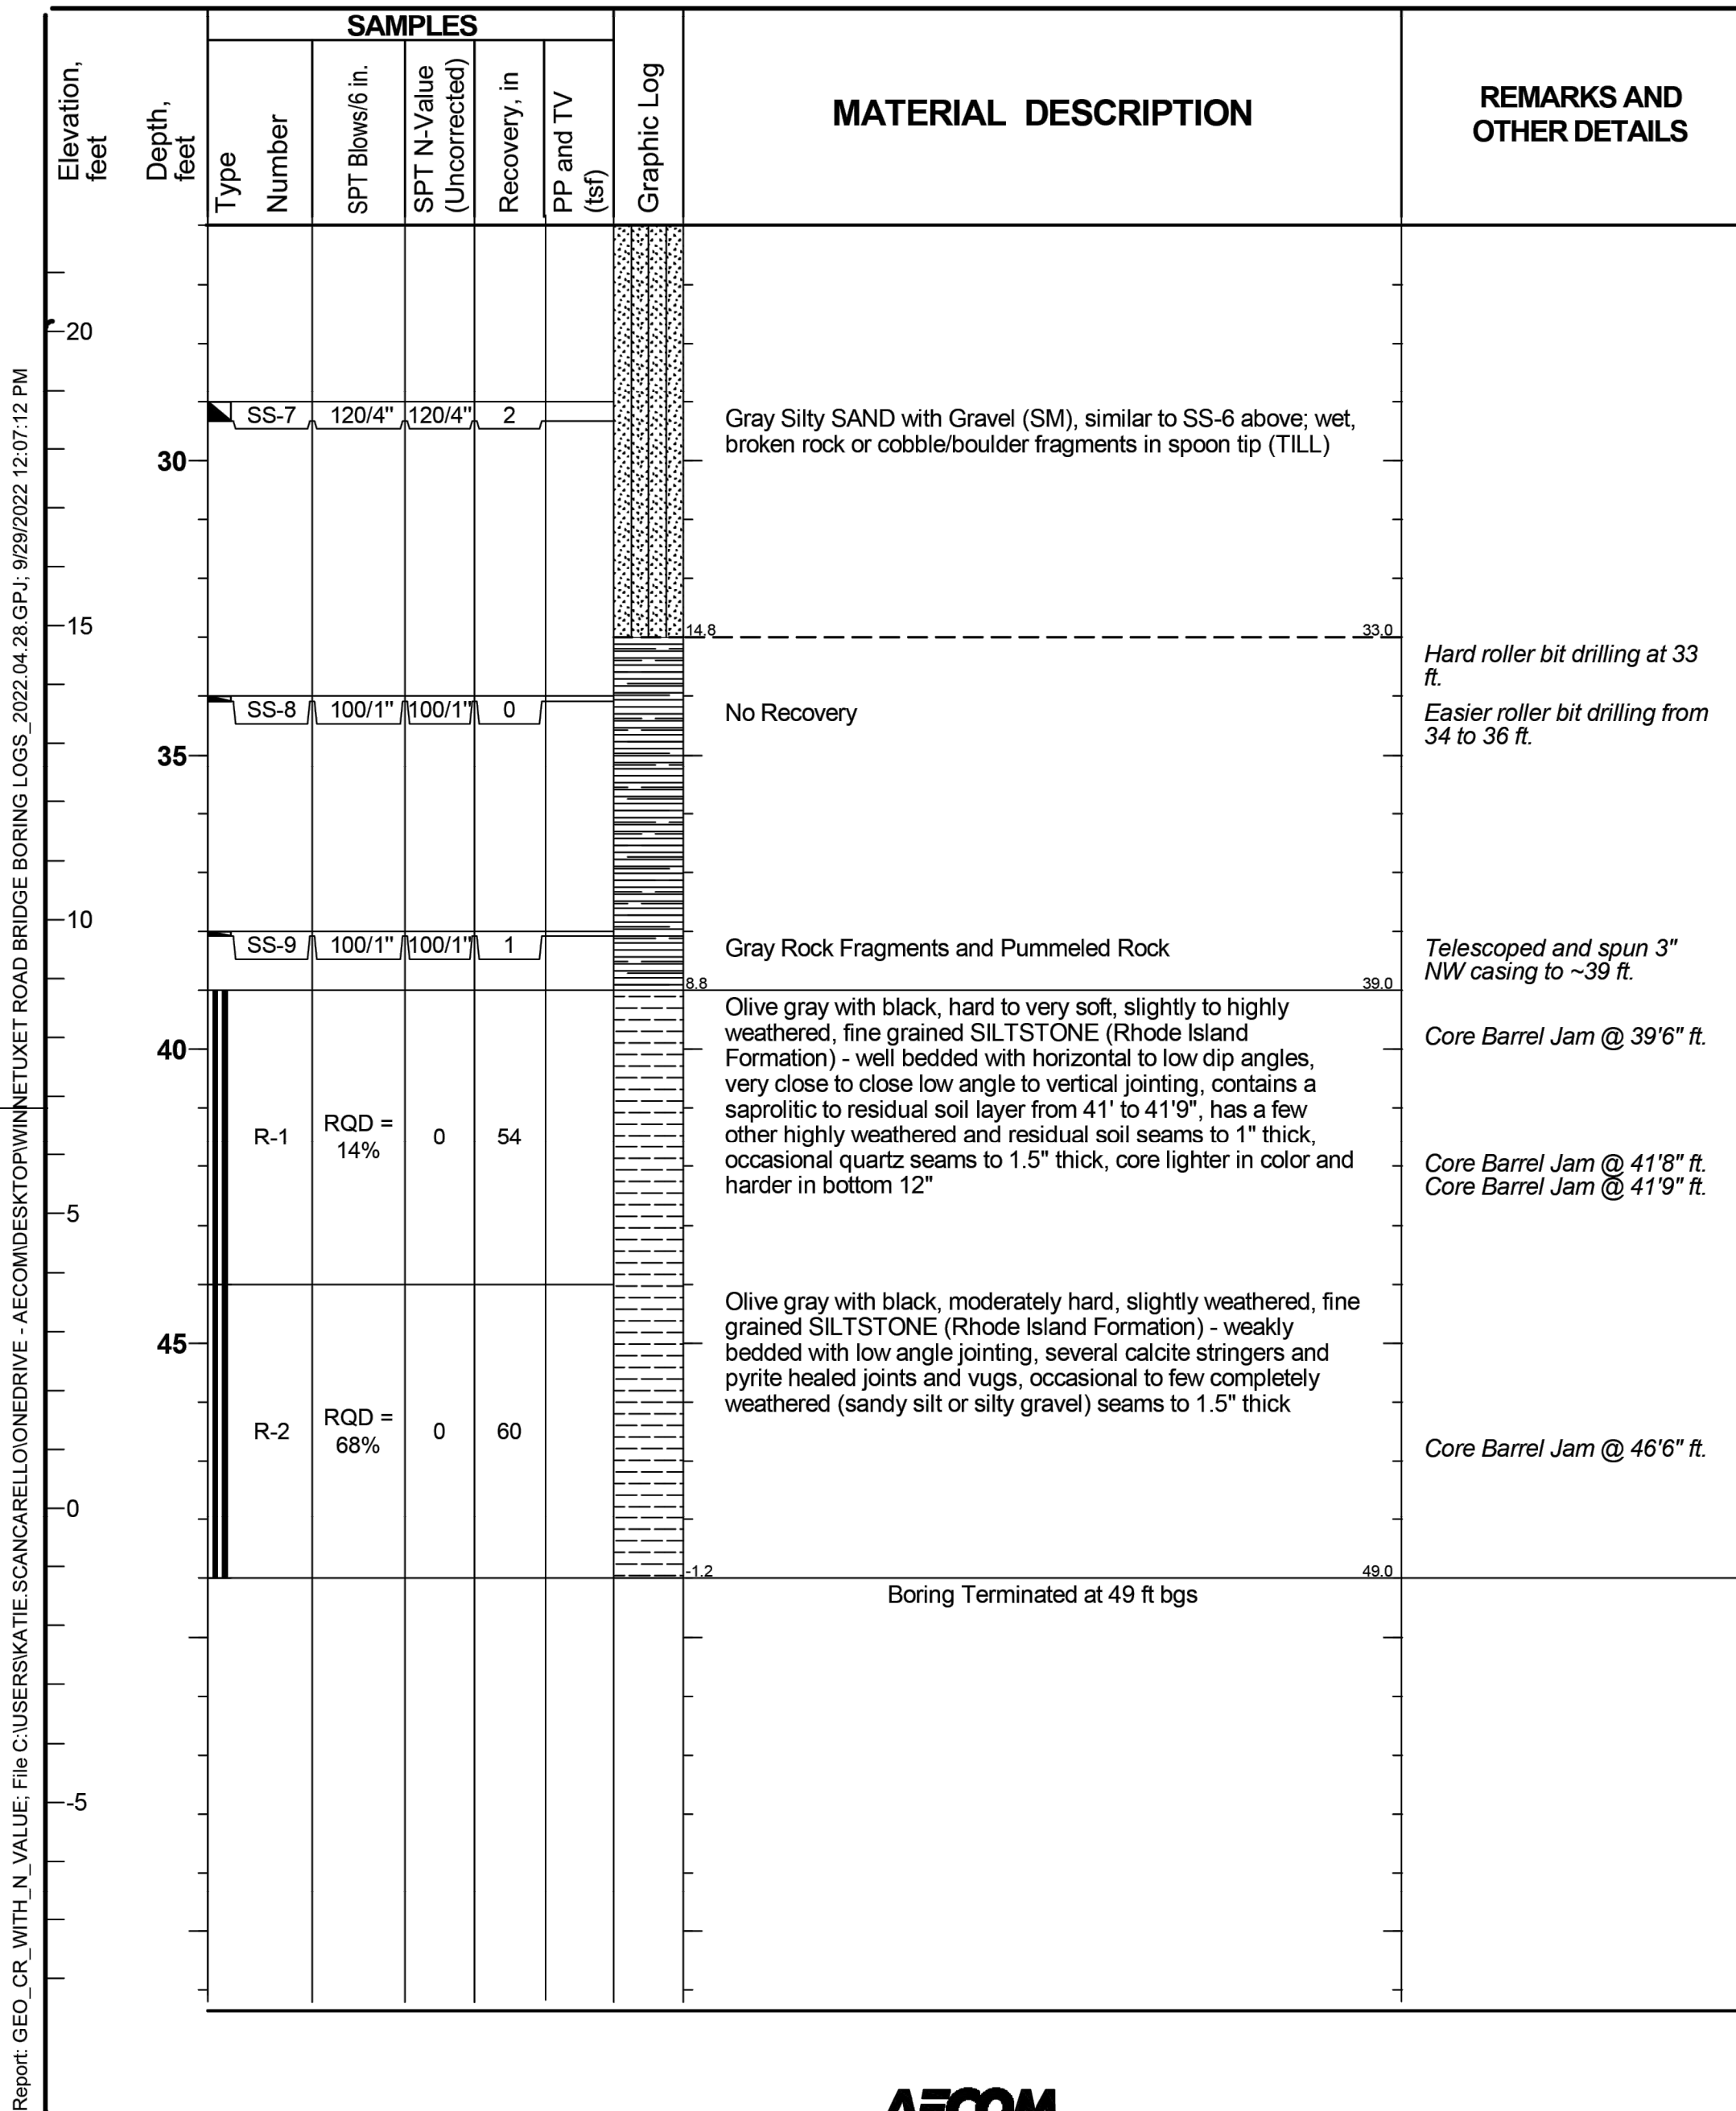 SAMPLES
Elevation,
feet
Depth,
feet
Type
Number
SPT Blows/6 in.
SPT N-Value
(Uncorrected)
Recovery, in
PP and TV
(tsf)
Graphic Log
MATERIAL DESCRIPTION
REMARKS AND
OTHER DETAILS
20
SS-7 120/4" 120/4" 2
Gray Silty SAND with Gravel (SM), similar to SS-6 above; wet,
broken rock or cobble/boulder fragments in spoon tip (TILL)
30
15
14.8 33.0
Hard roller bit drilling at 33
ft.
SS-8 100/1" 100/1" 0
No Recovery
Easier roller bit drilling from
34 to 36 ft.
35
10
SS-9 100/1" 100/1" 1
Gray Rock Fragments and Pummeled Rock
Telescoped and spun 3"
NW casing to ~39 ft.
8.8 39.0
Olive gray with black, hard to very soft, slightly to highly
weathered, fine grained SILTSTONE (Rhode Island
Formation) - well bedded with horizontal to low dip angles,
very close to close low angle to vertical jointing, contains a
saprolitic to residual soil layer from 41' to 41'9", has a few
other highly weathered and residual soil seams to 1" thick,
occasional quartz seams to 1.5" thick, core lighter in color and
harder in bottom 12"
Core Barrel Jam @ 39'6" ft.
40
R-1
RQD =
14%
0
54
Core Barrel Jam @ 41'8" ft.
Core Barrel Jam @ 41'9" ft.
5
Olive gray with black, moderately hard, slightly weathered, fine
grained SILTSTONE (Rhode Island Formation) - weakly
bedded with low angle jointing, several calcite stringers and
pyrite healed joints and vugs, occasional to few completely
weathered (sandy silt or silty gravel) seams to 1.5" thick
45
R-2
RQD =
68%
0
60
Core Barrel Jam @ 46'6" ft.
0
-1.2 49.0
Boring Terminated at 49 ft bgs
-5
Report: GEO_CR_WITH_N_VALUE; File C:\USERS\KATIE.SCANCARELLO\ONEDRIVE - AECOM\DESKTOP\WINNETUXET ROAD BRIDGE BORING LOGS_2022.04.28.GPJ; 9/29/2022 12:07:12 PM
AECOM